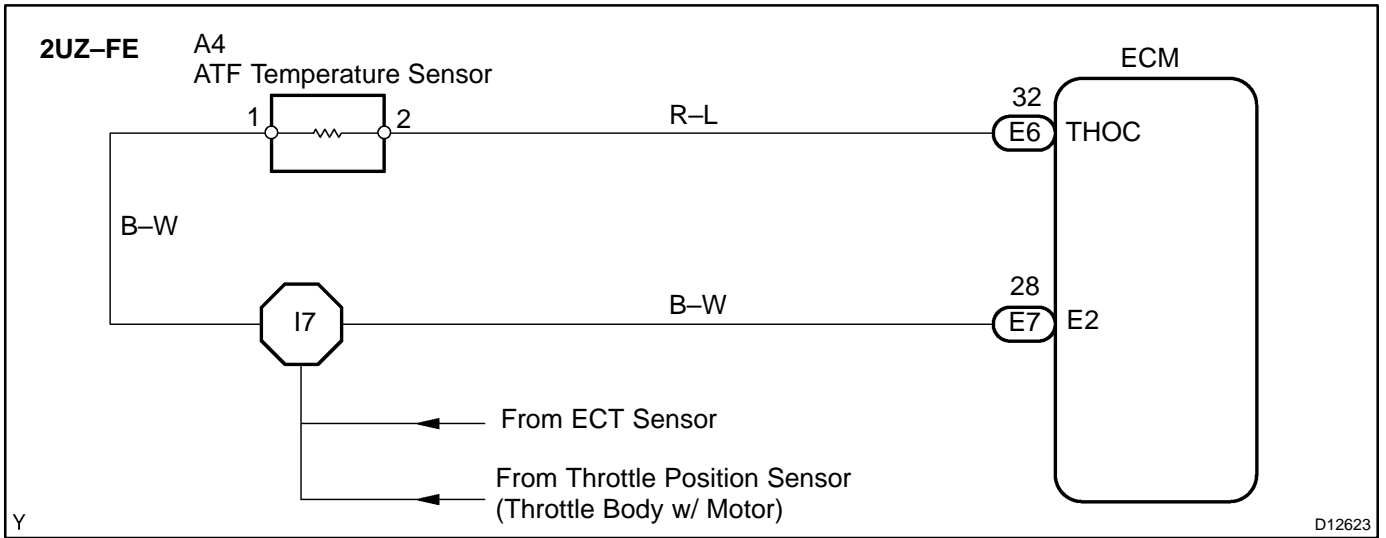 2UZ–FE
A4
ATF Temperature Sensor
ECM
1
2
R–L
32
E6
THOC
B–W
I7
B–W
28
E7
E2
From ECT Sensor
From Throttle Position Sensor
(Throttle Body w/ Motor)
Y
D12623